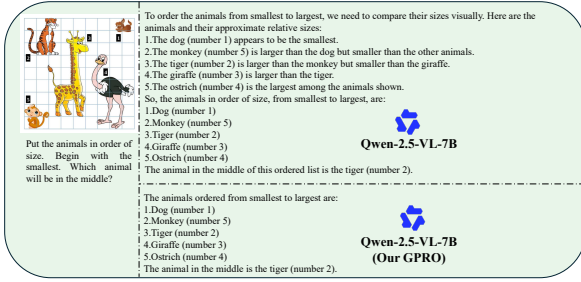 Put the animals in order of
size. Begin with the
smallest. Which animal
will be in the middle?
To order the animals from smallest to largest, we need to compare their sizes visually. Here are the
animals and their approximate relative sizes:
1.The dog (number 1) appears to be the smallest.
2.The monkey (number 5) is larger than the dog but smaller than the other animals.
3.The tiger (number 2) is larger than the monkey but smaller than the giraffe.
4.The giraffe (number 3) is larger than the tiger.
5.The ostrich (number 4) is the largest among the animals shown.
So, the animals in order of size, from smallest to largest, are:
1.Dog (number 1)
2.Monkey (number 5)
3.Tiger (number 2)
4.Giraffe (number 3)
5.Ostrich (number 4)
The animal in the middle of this ordered list is the tiger (number 2).
Qwen-2.5-VL-7B
The animals ordered from smallest to largest are:
1.Dog (number 1)
2.Monkey (number 5)
3.Tiger (number 2)
4.Giraffe (number 3)
5.Ostrich (number 4)
The animal in the middle is the tiger (number 2).
Qwen-2.5-VL-7B
(Our GPRO)